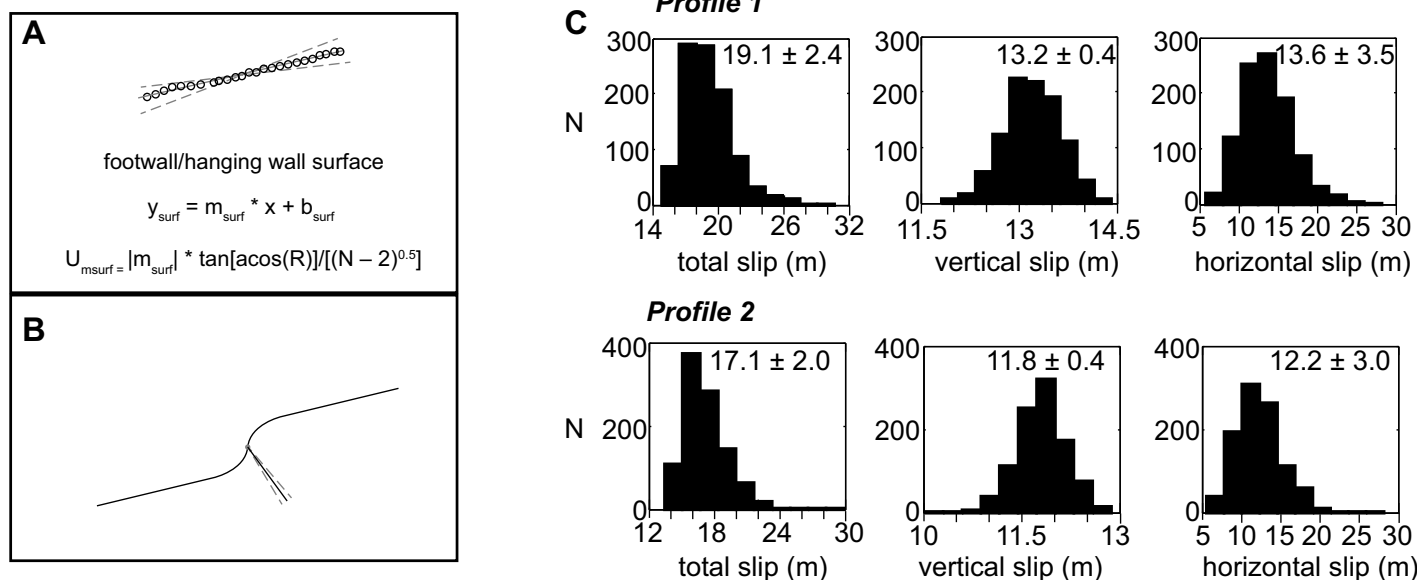 A
footwall/hanging wall surface
y_surf = m_surf * x + b_surf
U_msurf = |m_surf| * tan[acos(R)]/[(N – 2)^0.5]
B
C
Profile 1
19.1 ± 2.4
N
300
200
100
0
14 20 26 32
total slip (m)
13.2 ± 0.4
300
200
100
0
11.5 13 14.5
vertical slip (m)
13.6 ± 3.5
300
200
100
0
5 10 15 20 25 30
horizontal slip (m)
Profile 2
17.1 ± 2.0
N
400
200
0
12 18 24 30
total slip (m)
11.8 ± 0.4
400
200
0
10 11.5 13
vertical slip (m)
12.2 ± 3.0
400
200
0
5 10 15 20 25 30
horizontal slip (m)